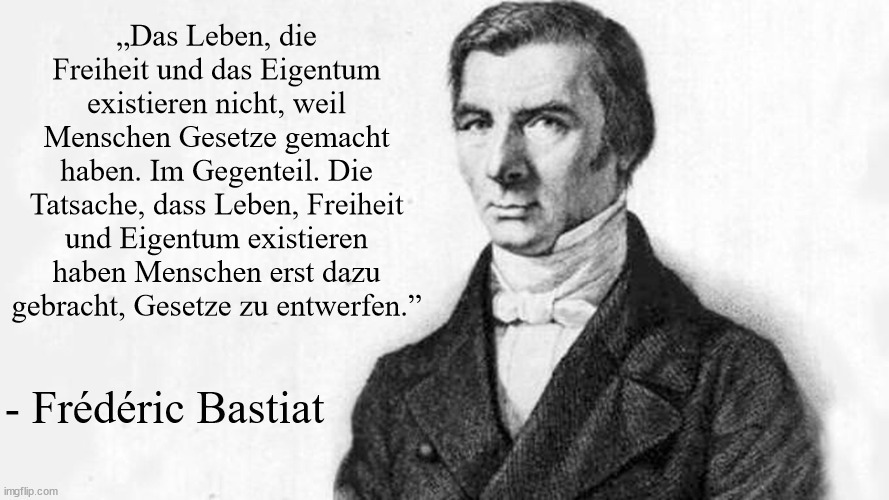 „Das Leben, die
Freiheit und das Eigentum
existieren nicht, weil
Menschen Gesetze gemacht
haben. Im Gegenteil. Die
Tatsache, dass Leben, Freiheit
und Eigentum existieren
haben Menschen erst dazu
gebracht, Gesetze zu entwerfen.”
- Frédéric Bastiat
imgflip.com